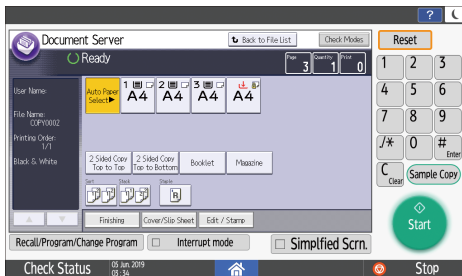 ?
Document Server
Back to File List
Check Modes
Reset
Ready
Page 3
Quantity 1
Print 0
User Name:
Auto Paper Select▶
1 A4
2 A4
3 A4
A4
File Name:
COPY0002
Printing Order:
1/1
Black & White
2 Sided Copy Top to Top
2 Sided Copy Top to Bottom
Booklet
Magazine
Sort
Stack
Staple
R
▲
▼
Finishing
Cover/Slip Sheet
Edit / Stamp
Recall/Program/Change Program
Interrupt mode
Simplfied Scrn.
1 2 3
4 5 6
7 8 9
./* 0 # Enter
C Clear
Sample Copy
Start
Check Status
05 Jun. 2019
03:34
Stop